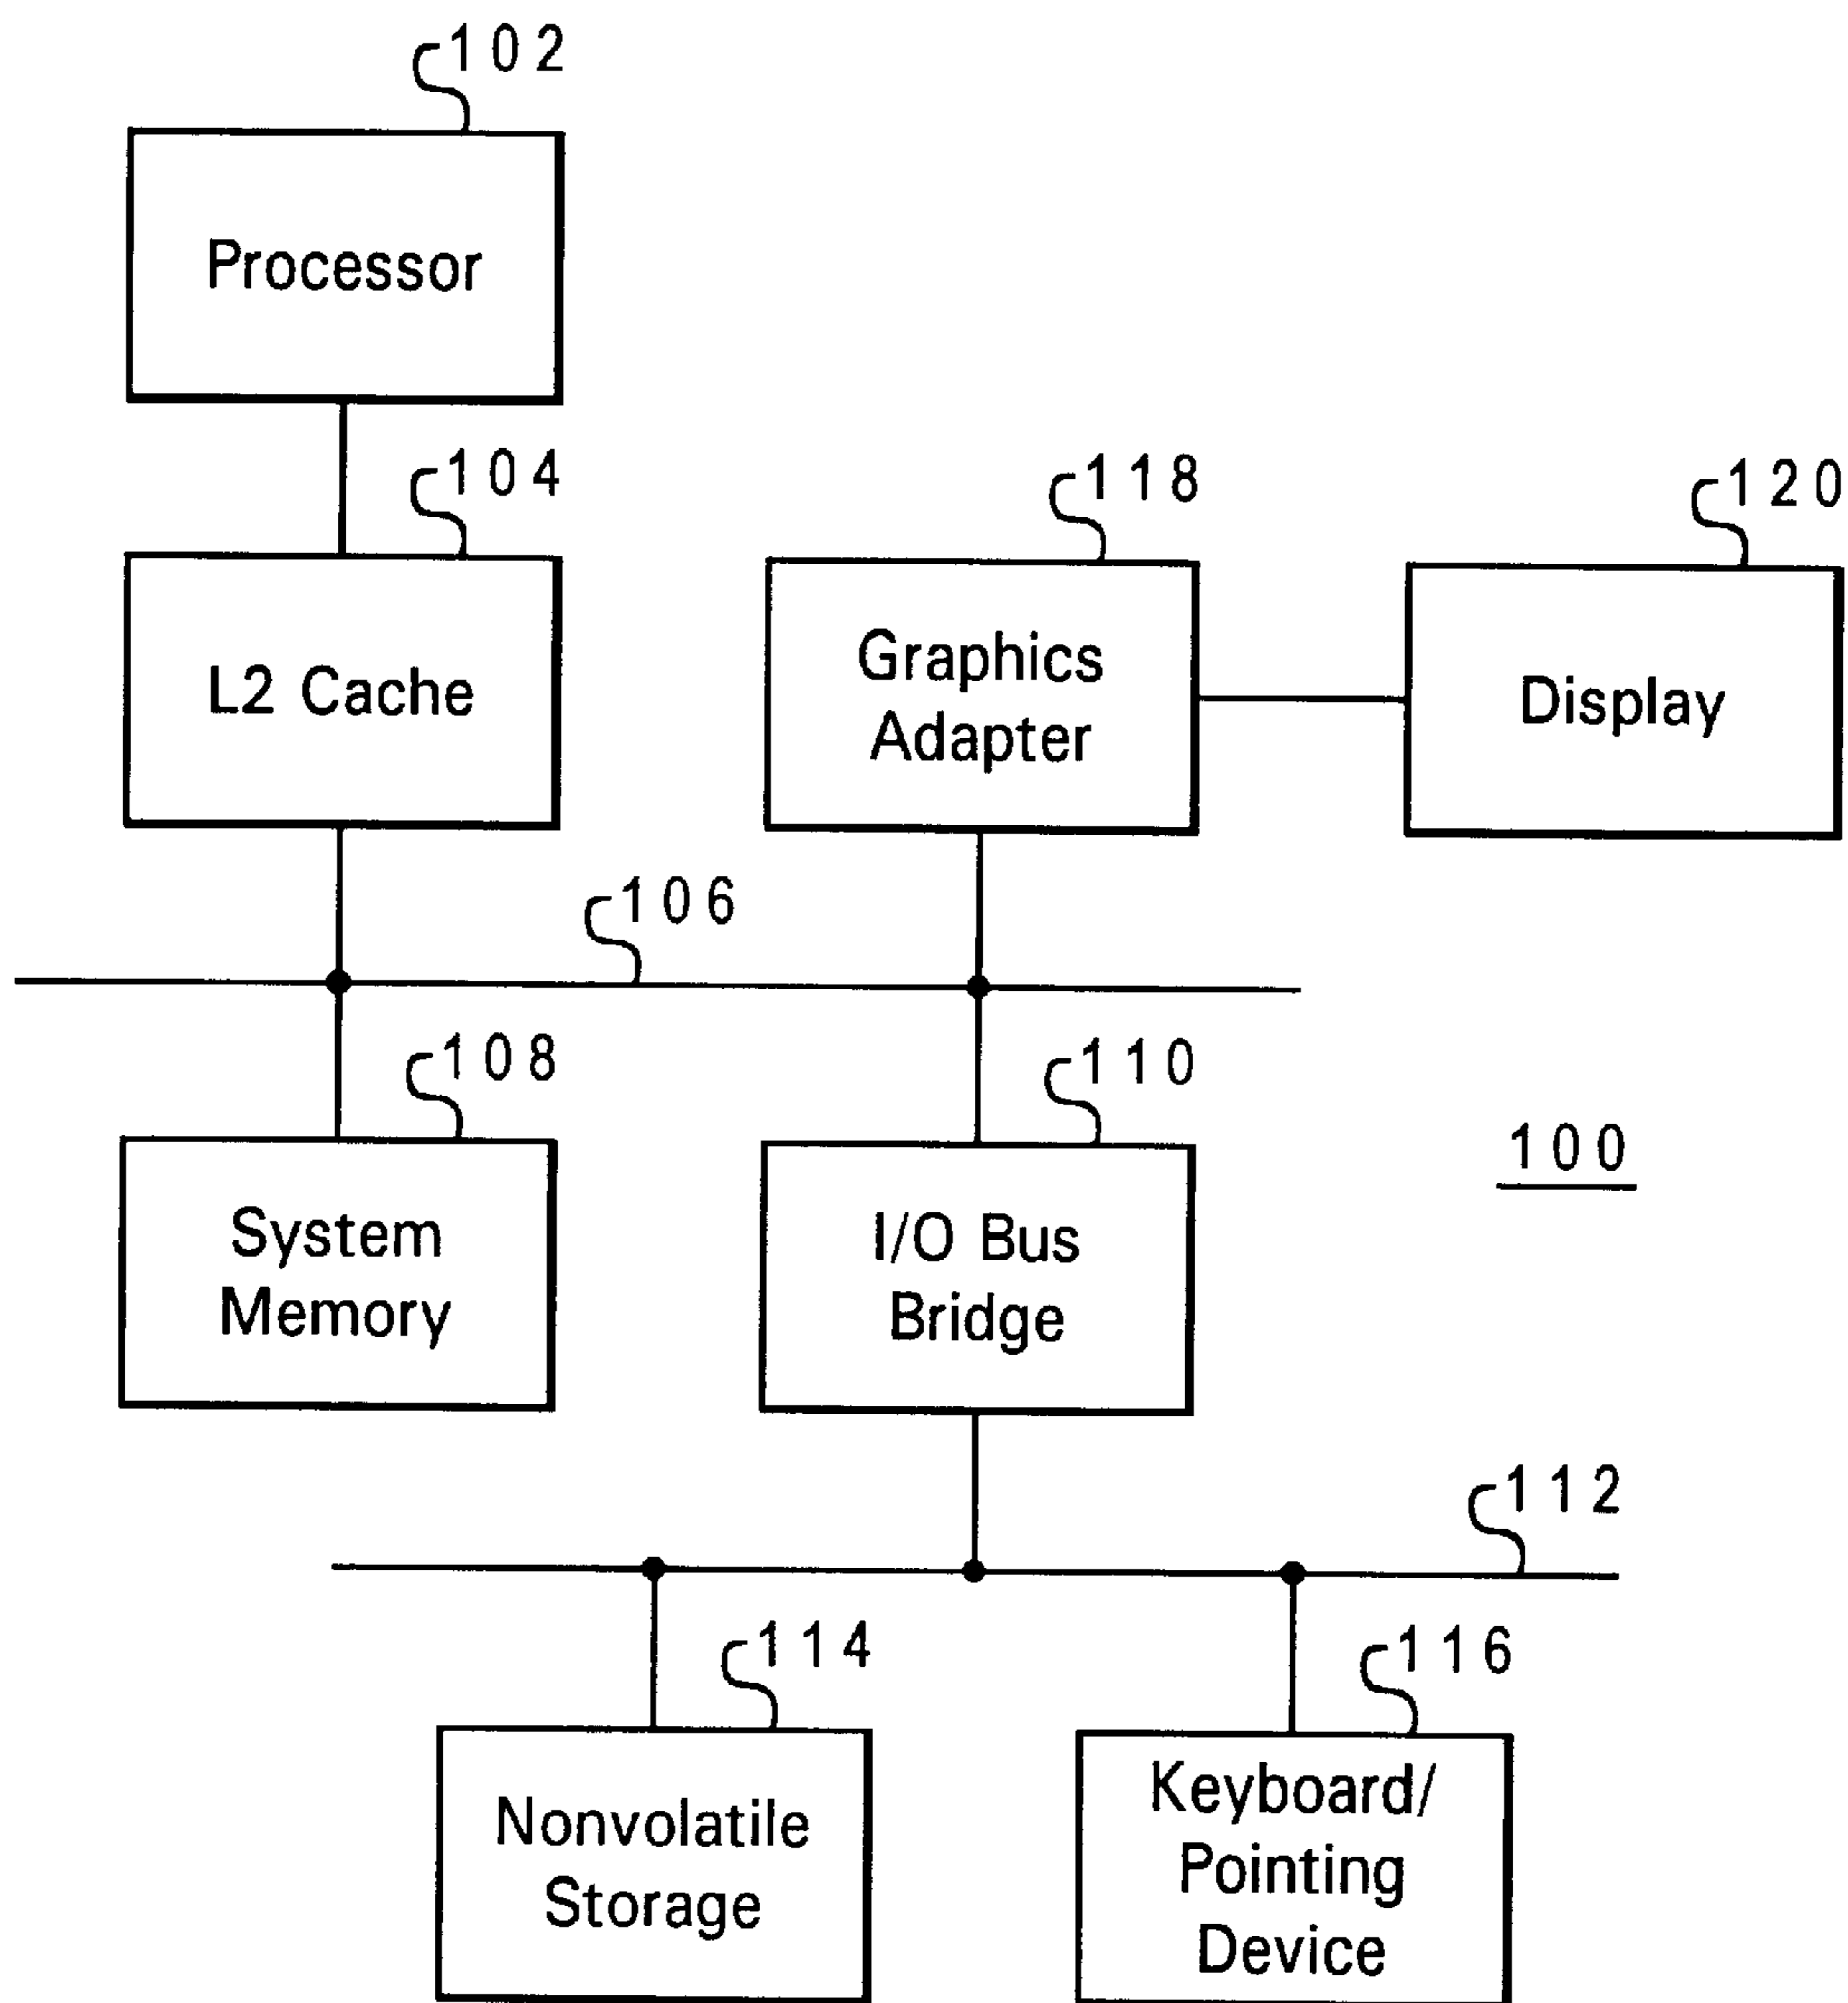 102
Processor
104
118
120
L2 Cache
Graphics
Adapter
Display
106
108
110
100
System
Memory
I/O Bus
Bridge
112
114
116
Nonvolatile
Storage
Keyboard/
Pointing
Device